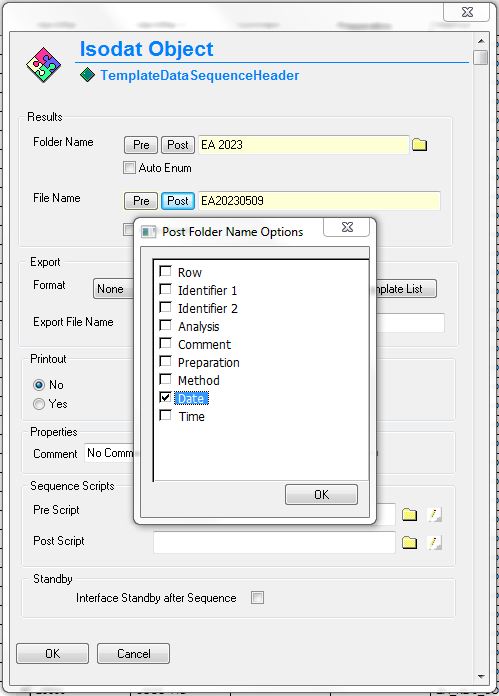 Isodat Object
TemplateDataSequenceHeader
Results
Folder Name Pre Post EA 2023
Auto Enum
File Name Pre Post EA20230509
Post Folder Name Options
Row
Identifier 1
Identifier 2
Analysis
Comment
Preparation
Method
Date
Time
OK
Export
Format None mplate List
Export File Name
Printout
No
Yes
Properties
Comment No Comm
Sequence Scripts
Pre Script
Post Script
Standby
Interface Standby after Sequence
OK Cancel